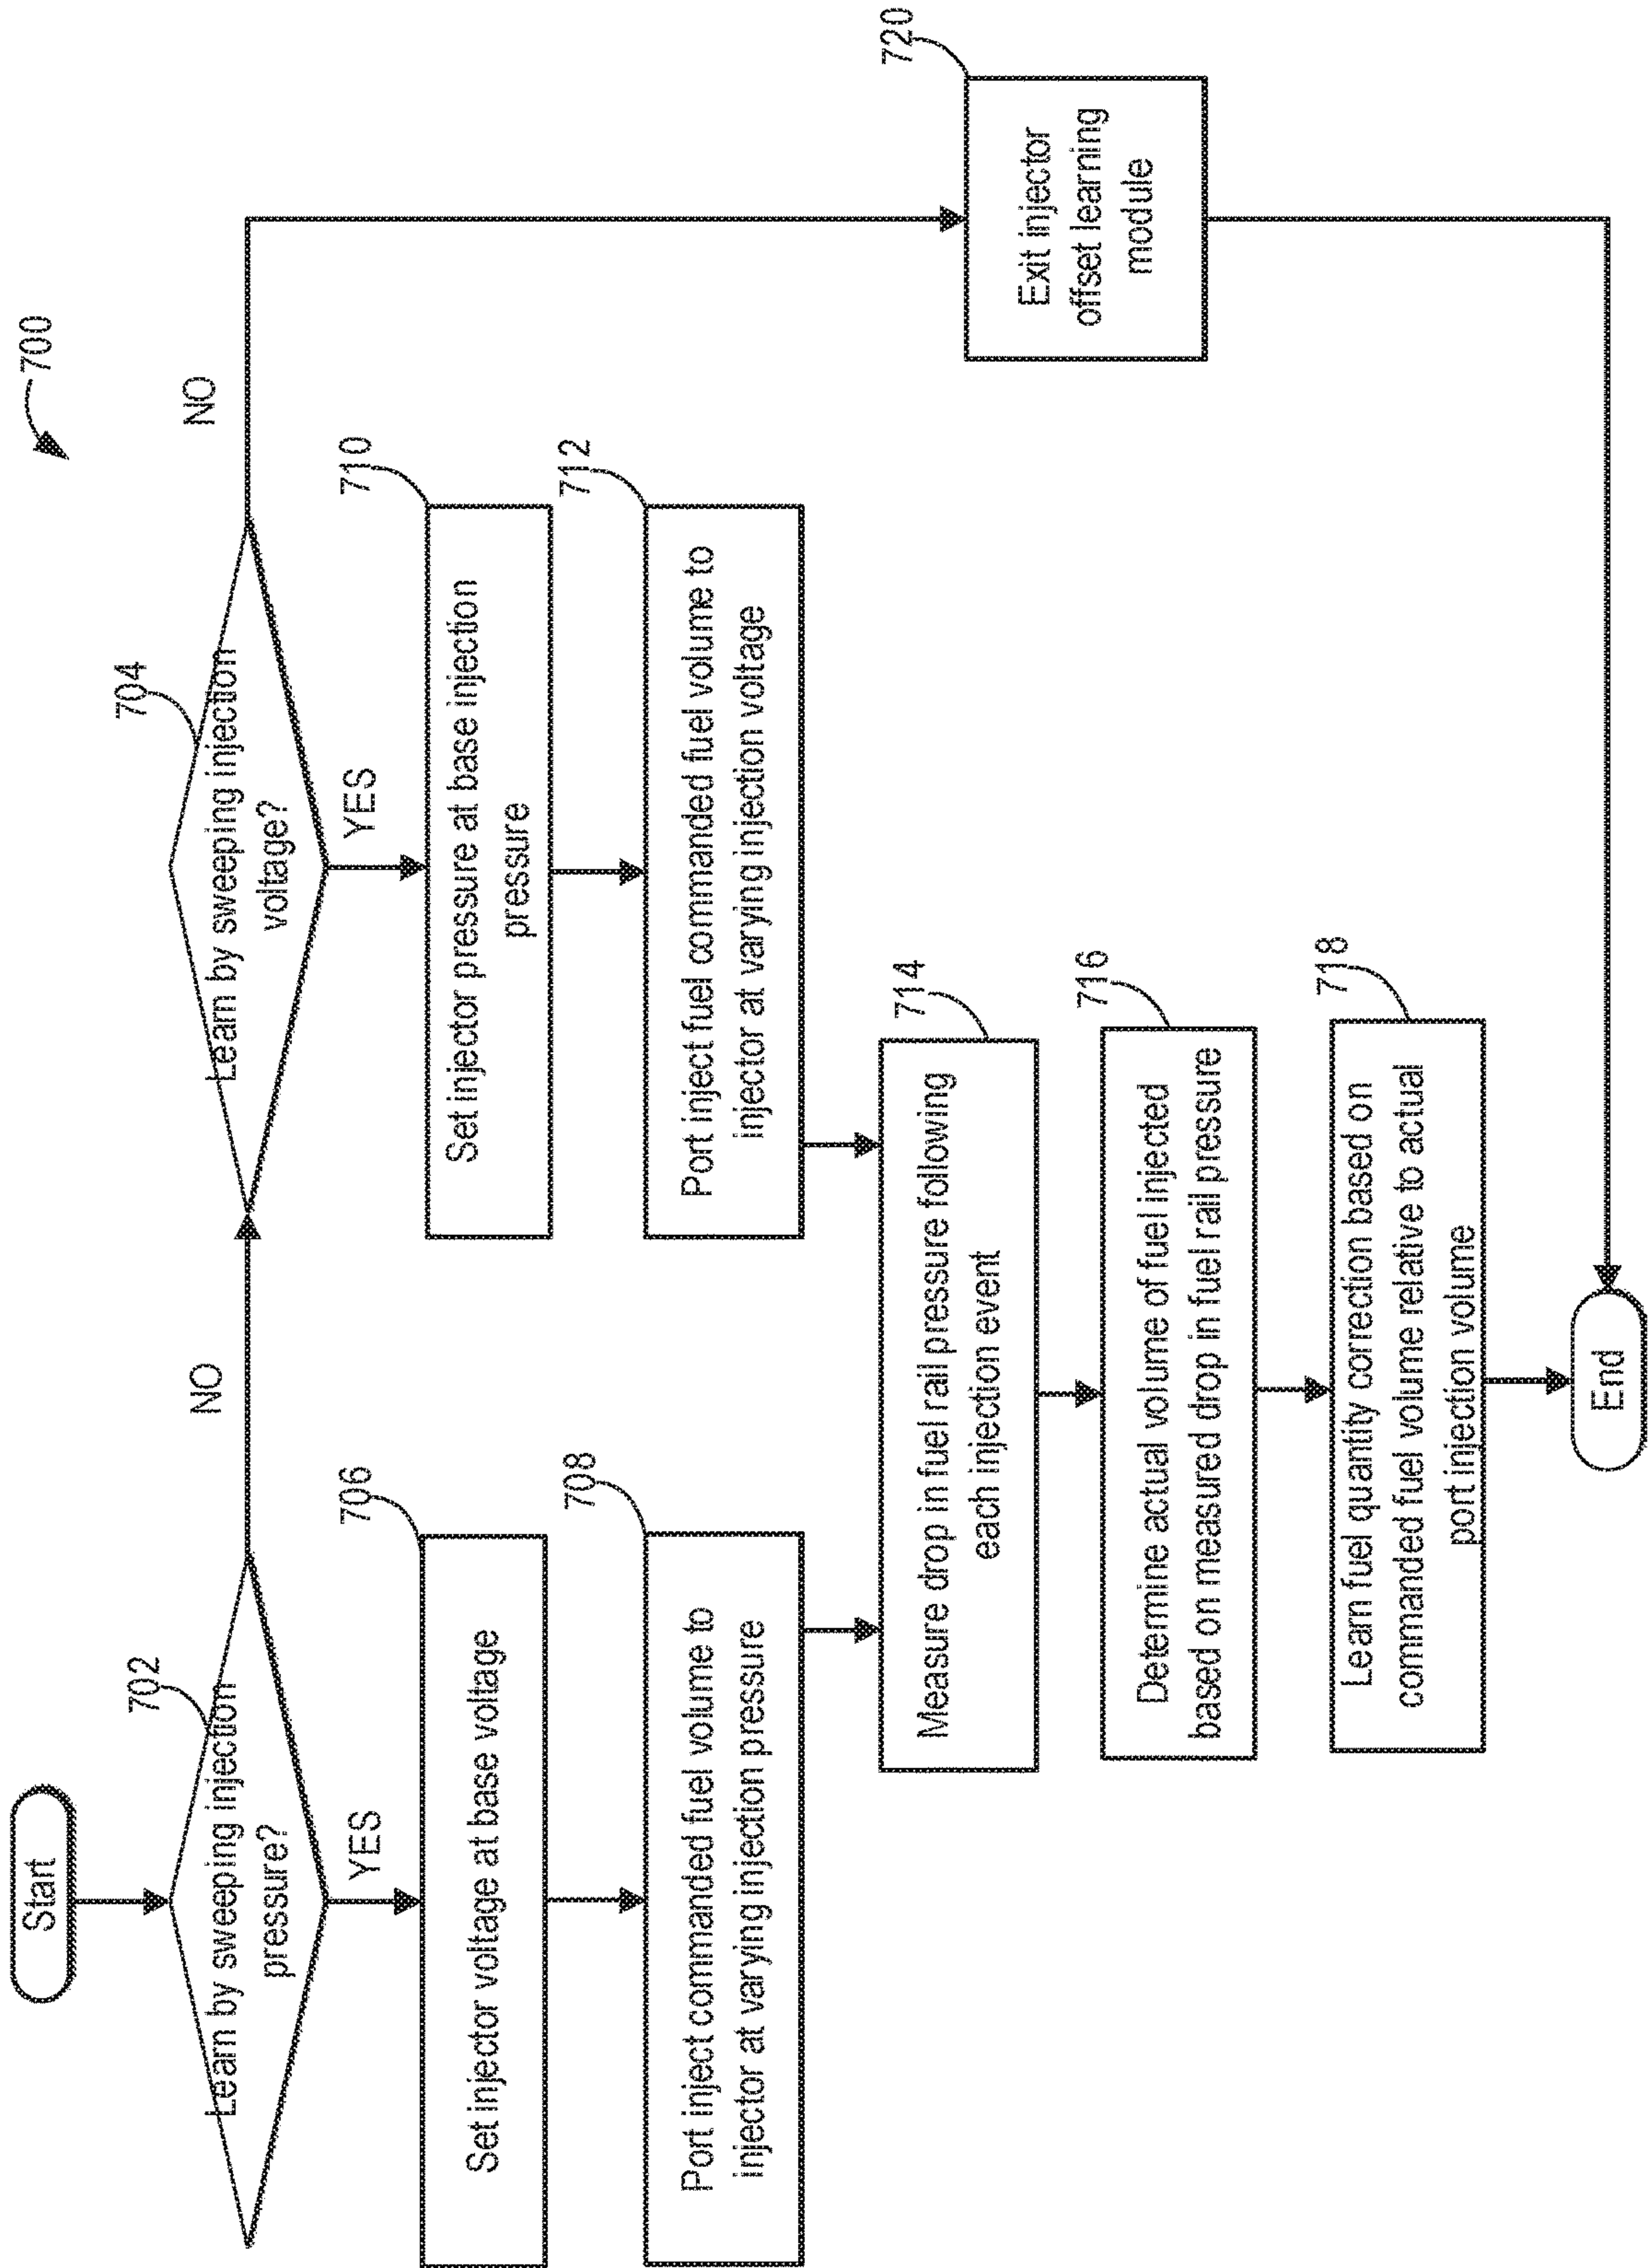 700
Start
702
Learn by sweeping injection
pressure?
NO
704
Learn by sweeping injection
voltage?
NO
YES
YES
706
Set injector voltage at base voltage
710
Set injector pressure at base injection
pressure
708
Port inject commanded fuel volume to
injector at varying injection pressure
712
Port inject fuel commanded fuel volume to
injector at varying injection voltage
714
Measure drop in fuel rail pressure following
each injection event
720
Exit injector
offset learning
module
716
Determine actual volume of fuel injected
based on measured drop in fuel rail pressure
718
Learn fuel quantity correction based on
commanded fuel volume relative to actual
port injection volume
End